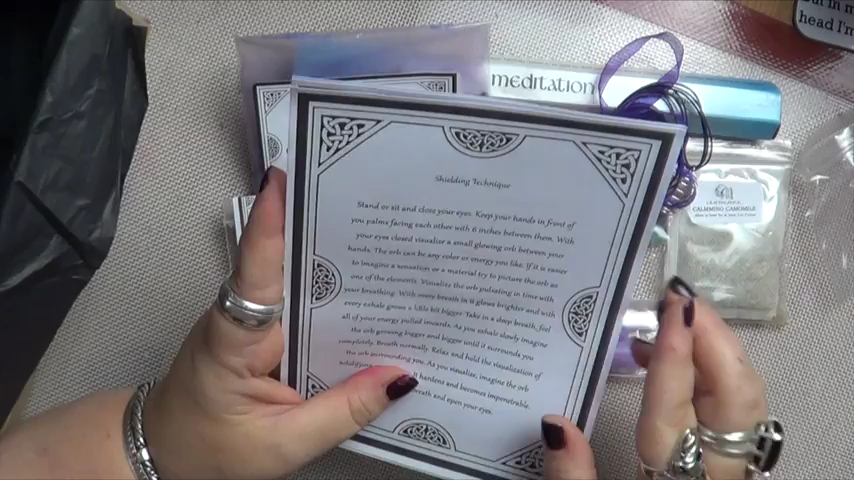 but in m
head I'm
meditation
Shielding Technique
Stand or sit and close your eyes. Keep your hands in front of
you palms facing each other with 6 inches between them. With
your eyes closed visualize a small glowing orb between your
hands. The orb can be any color or energy you like. If it is easier
to imagine a sensation or a material try to picture the orb as
one of the elements. Visualize the orb pulsating in time with
your breathing. With every breath in it glows brighter and with
every exhale grows a little bit bigger. Take in a deep breath, feel
all of your energy pulled inwards. As you exhale slowly imagine
the orb growing bigger and bigger until it surrounds you
completely. Breath normally. Relax and hold the visualization of
the orb surrounding you. As you visualize, imagine the orb
solidifying it hardens and becomes impenetrable.
breath and open your eyes.
CALMMING CAMOMILE